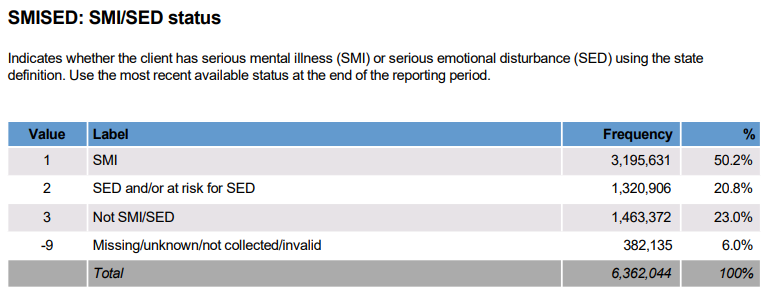 SMISED: SMI/SED status
Indicates whether the client has serious mental illness (SMI) or serious emotional disturbance (SED) using the state
definition. Use the most recent available status at the end of the reporting period.
Value Label Frequency %
1 SMI 3,195,631 50.2%
2 SED and/or at risk for SED 1,320,906 20.8%
3 Not SMI/SED 1,463,372 23.0%
-9 Missing/unknown/not collected/invalid 382,135 6.0%
Total 6,362,044 100%